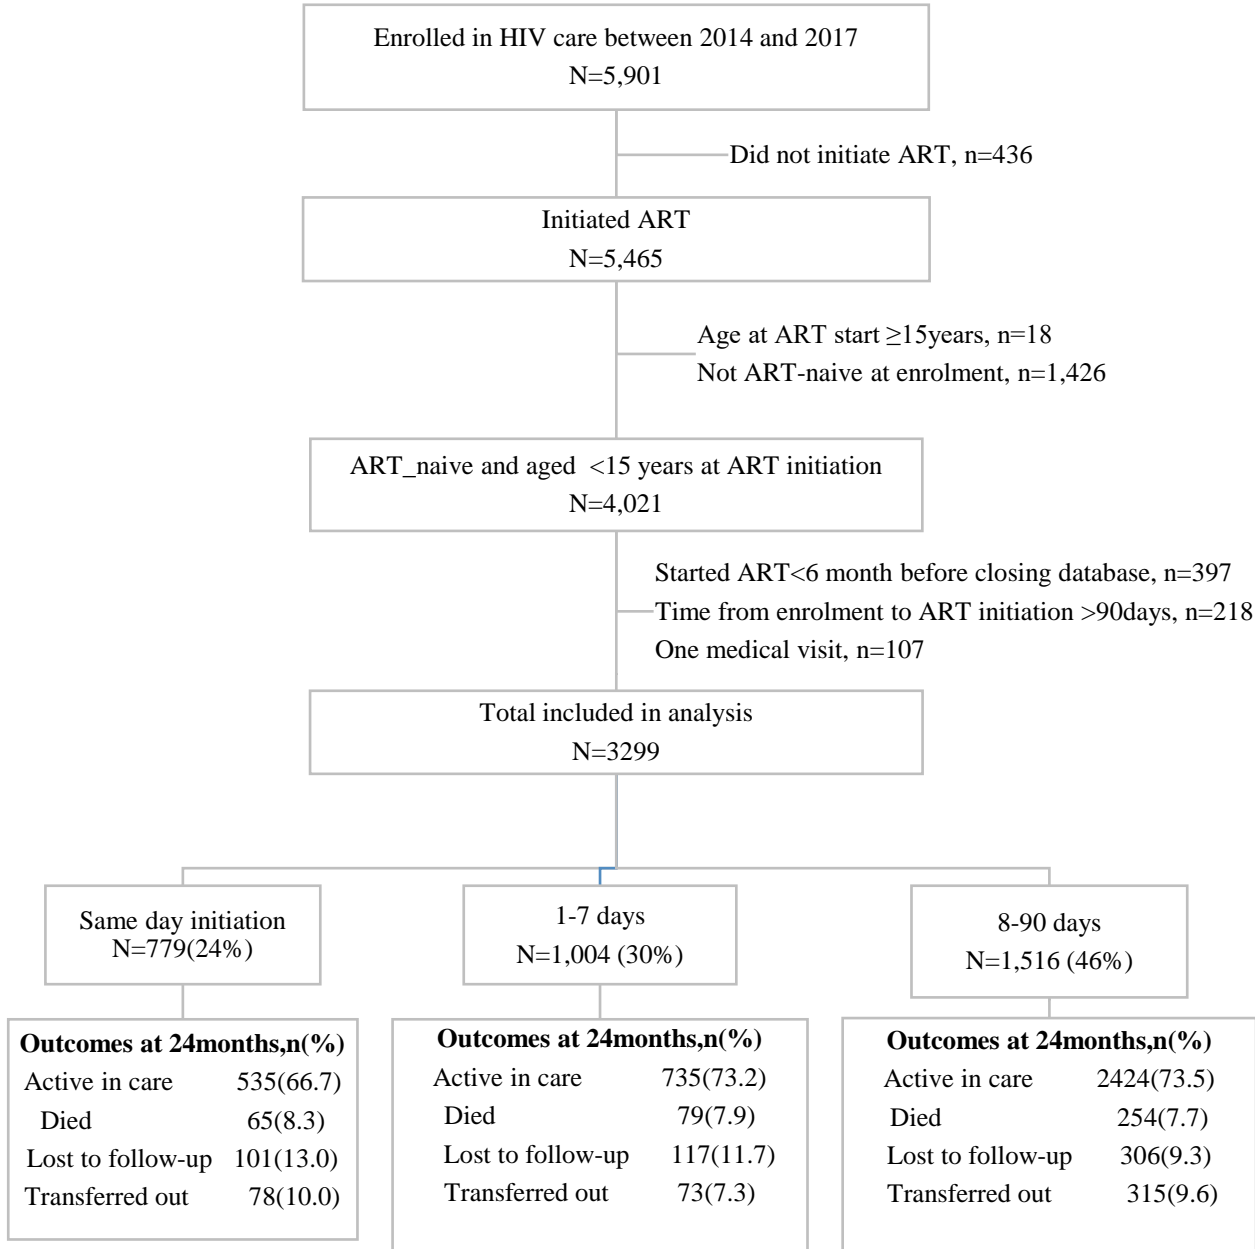 Enrolled in HIV care between 2014 and 2017
N=5,901
Did not initiate ART, n=436
Initiated ART
N=5,465
Age at ART start ≥15years, n=18
Not ART-naive at enrolment, n=1,426
ART_naive and aged  <15 years at ART initiation
N=4,021
Started ART<6 month before closing database, n=397
Time from enrolment to ART initiation >90days, n=218
One medical visit, n=107
Total included in analysis
N=3299
Same day initiation
N=779(24%)
1-7 days
N=1,004 (30%)
8-90 days
N=1,516 (46%)
Outcomes at 24months,n(%)
Active in care 535(66.7)
Died 65(8.3)
Lost to follow-up 101(13.0)
Transferred out 78(10.0)
Outcomes at 24months,n(%)
Active in care 735(73.2)
Died 79(7.9)
Lost to follow-up 117(11.7)
Transferred out 73(7.3)
Outcomes at 24months,n(%)
Active in care 2424(73.5)
Died 254(7.7)
Lost to follow-up 306(9.3)
Transferred out 315(9.6)